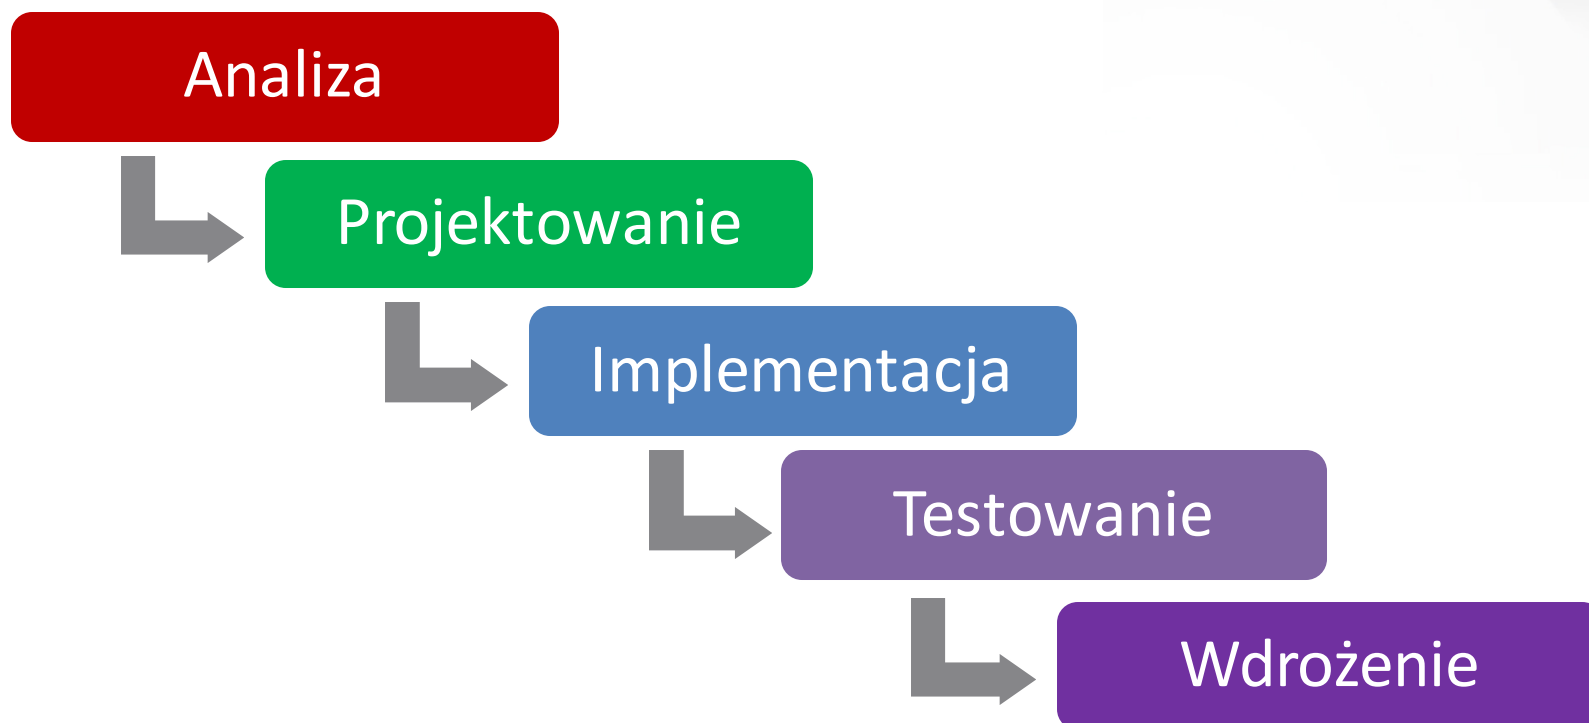 Analiza
Projektowanie
Implementacja
Testowanie
Wdrożenie